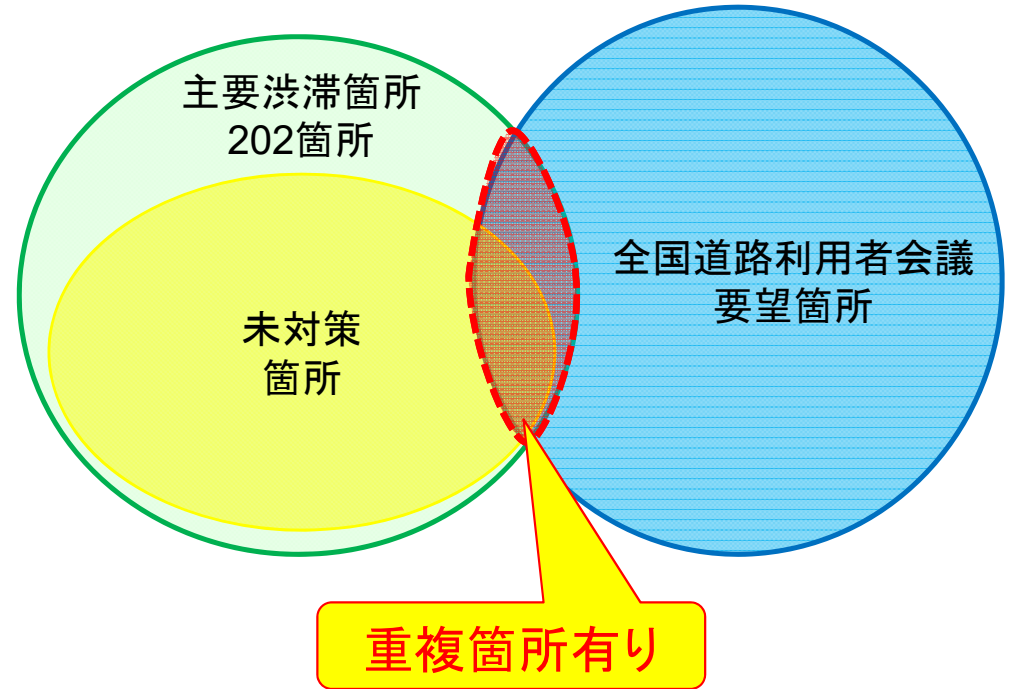 主要渋滞箇所
202箇所
全国道路利用者会議
要望箇所
未対策
箇所
重複箇所有り